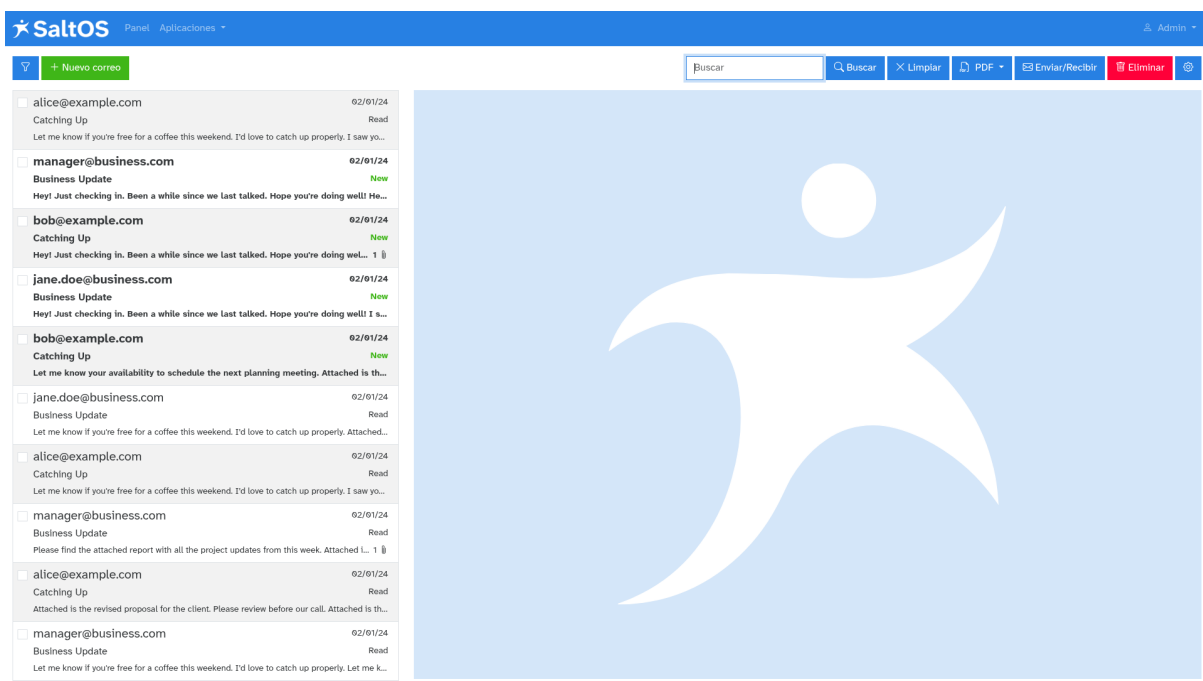 SaltOS Panel Aplicaciones Admin
+ Nuevo correo Buscar Buscar Limpiar PDF Enviar/Recibir Eliminar
alice@example.com 02/01/24
Catching Up Read
Let me know if you're free for a coffee this weekend. I'd love to catch up properly. I saw yo...
manager@business.com 02/01/24
Business Update New
Hey! Just checking in. Been a while since we last talked. Hope you're doing well! He...
bob@example.com 02/01/24
Catching Up New
Hey! Just checking in. Been a while since we last talked. Hope you're doing wel... 1
jane.doe@business.com 02/01/24
Business Update New
Hey! Just checking in. Been a while since we last talked. Hope you're doing well! I s...
bob@example.com 02/01/24
Catching Up New
Let me know your availability to schedule the next planning meeting. Attached is th...
jane.doe@business.com 02/01/24
Business Update Read
Let me know if you're free for a coffee this weekend. I'd love to catch up properly. Attached...
alice@example.com 02/01/24
Catching Up Read
Let me know if you're free for a coffee this weekend. I'd love to catch up properly. I saw yo...
manager@business.com 02/01/24
Business Update Read
Please find the attached report with all the project updates from this week. Attached i... 1
alice@example.com 02/01/24
Catching Up Read
Attached is the revised proposal for the client. Please review before our call. Attached is th...
manager@business.com 02/01/24
Business Update Read
Let me know if you're free for a coffee this weekend. I'd love to catch up properly. Let me k...